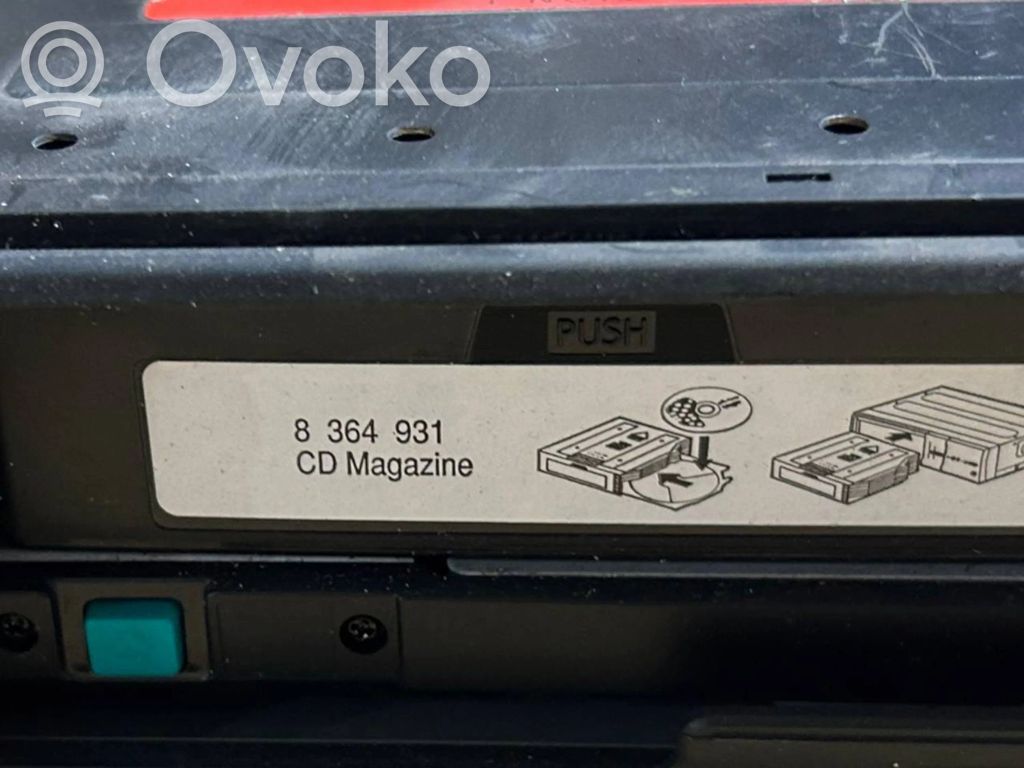 Ovoko
PUSH
8 364 931
CD Magazine